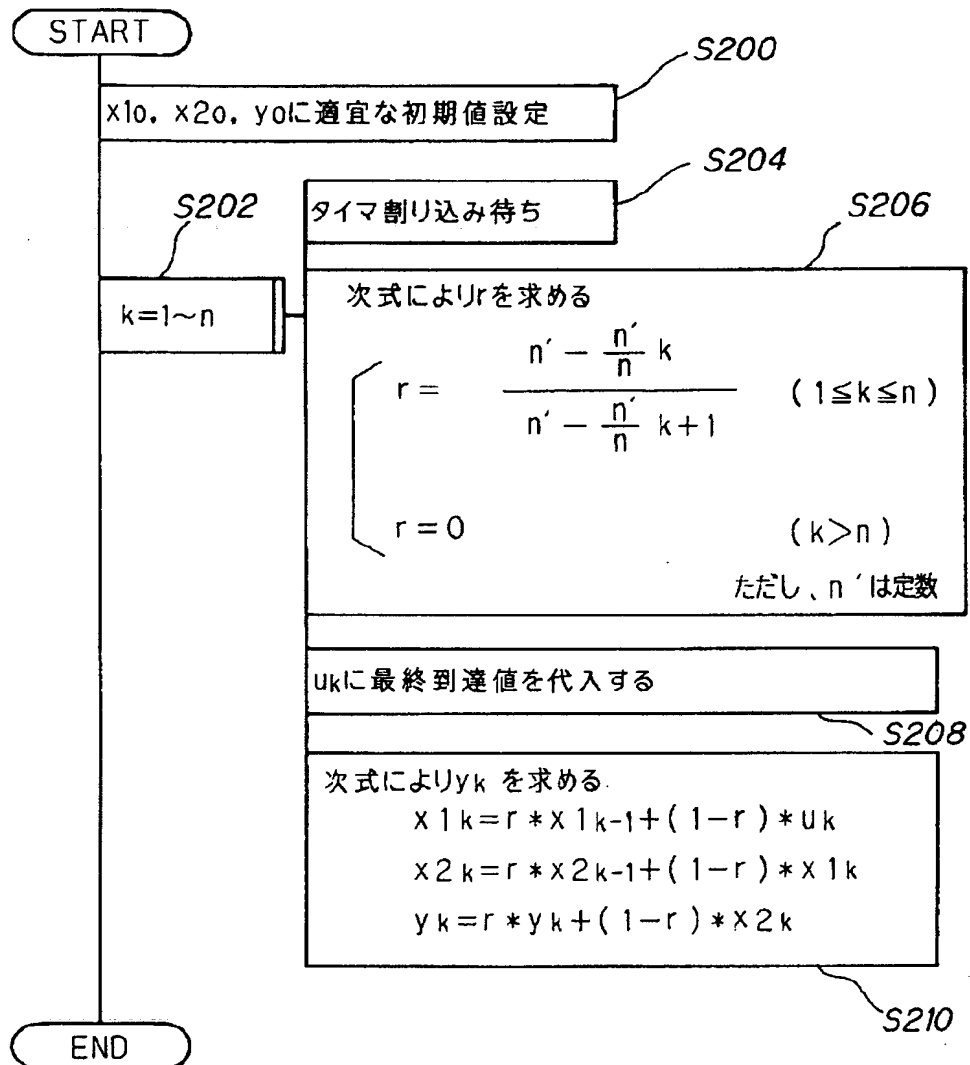 START
S200
x1o, x2o, yoに適宜な初期値設定
S204
タイマ割り込み待ち
S202
k=1~n
S206
次式によりrを求める
r = (n′ - (n′/n) k) / (n′ - (n′/n) k+1) (1≦k≦n)
r = 0 (k>n)
ただし、n′は定数
ukに最終到達値を代入する
S208
次式によりyk を求める
x1k=r*x1k-1+(1-r)*uk
x2k=r*x2k-1+(1-r)*x1k
yk=r*yk+(1-r)*x2k
S210
END